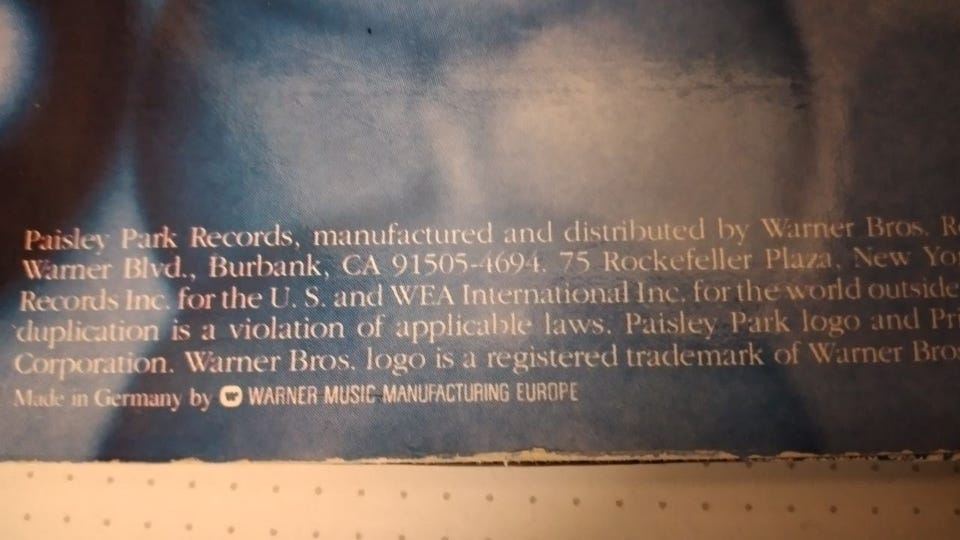 Paisley Park Records, manufactured and distributed by Warner Bros.
Warner Blvd., Burbank, CA 91505-4694. 75 Rockefeller Plaza, New
Records Inc. for the U. S. and WEA International Inc. for the world outside
duplication is a violation of applicable laws. Paisley Park logo and
Corporation. Warner Bros. logo is a registered trademark of Warner
Made in Germany by WARNER MUSIC MANUFACTURING EUROPE